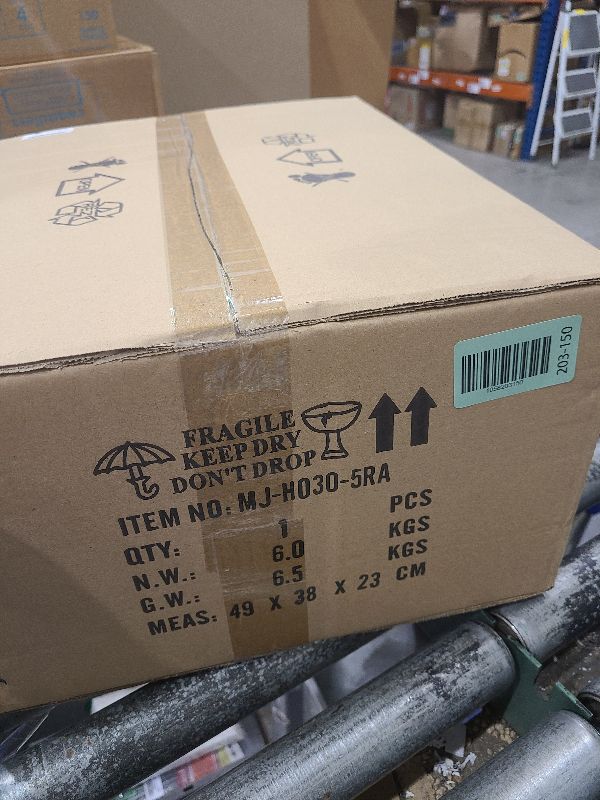 FRAGILE
KEEP DRY
DON'T DROP
ITEM NO: MJ-H030-5RA
QTY: 1 PCS
N.W.: 6.0 KGS
G.W.: 6.5 KGS
MEAS: 49 X 38 X 23 CM
203-150